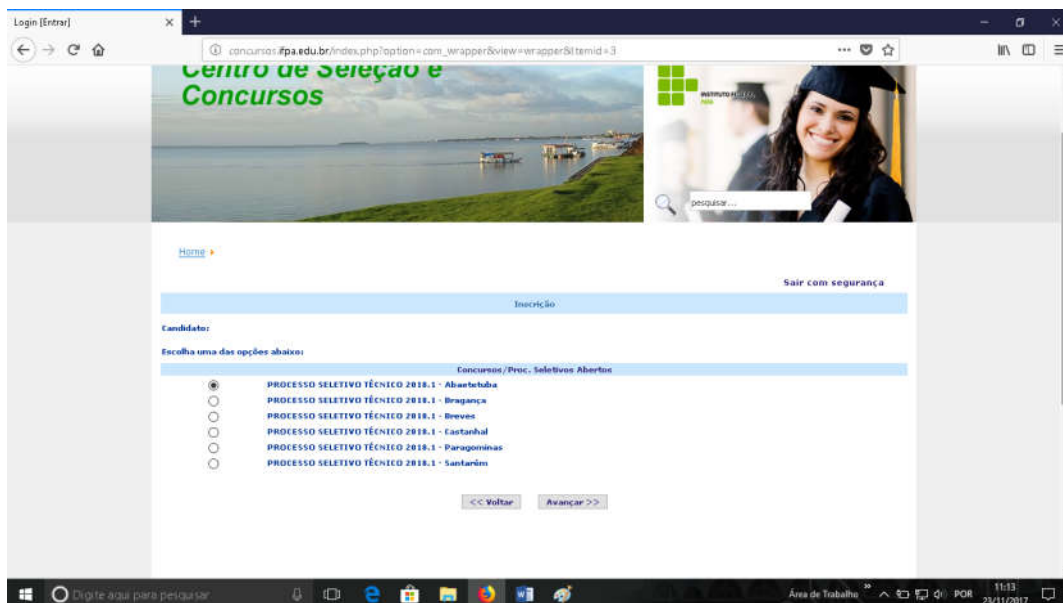 Login [Entrar]
concursos.ifpa.edu.br/index.php?option=com_wrapper&view=wrapper&Itemid=3
Centro de Seleção e
Concursos
INSTITUTO FEDERAL
PARÁ
pesquisar...
Home
Sair com segurança
Inscrição
Candidato:
Escolha uma das opções abaixo:
Concursos/Proc. Seletivos Abertos
PROCESSO SELETIVO TÉCNICO 2018.1 - Abaetetuba
PROCESSO SELETIVO TÉCNICO 2018.1 - Bragança
PROCESSO SELETIVO TÉCNICO 2018.1 - Breves
PROCESSO SELETIVO TÉCNICO 2018.1 - Castanhal
PROCESSO SELETIVO TÉCNICO 2018.1 - Paragominas
PROCESSO SELETIVO TÉCNICO 2018.1 - Santarém
<< Voltar Avançar >>
Digite aqui para pesquisar
Área de Trabalho
POR
11:13
23/11/2017